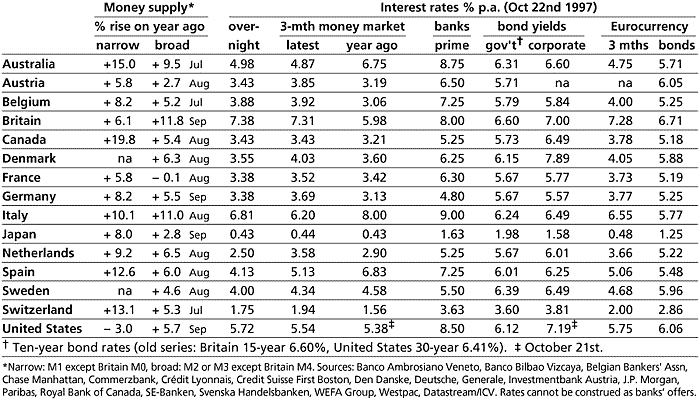 Money supply* Interest rates % p.a. (Oct 22nd 1997)
% rise on year ago over- 3-mth money market banks bond yields Eurocurrency
narrow broad night latest year ago prime gov't† corporate 3 mths bonds
Australia +15.0 + 9.5 Jul 4.98 4.87 6.75 8.75 6.31 6.60 4.75 5.71
Austria + 5.8 + 2.7 Aug 3.43 3.85 3.19 6.50 5.71 na na 6.05
Belgium + 8.2 + 5.2 Jul 3.88 3.92 3.06 7.25 5.79 5.84 4.00 5.25
Britain + 6.1 +11.8 Sep 7.38 7.31 5.98 8.00 6.60 7.00 7.28 6.71
Canada +19.8 + 5.4 Aug 3.43 3.43 3.21 5.25 5.73 6.49 3.78 5.18
Denmark na + 6.3 Aug 3.55 4.03 3.60 6.25 6.15 7.89 4.05 5.88
France + 5.8 – 0.1 Aug 3.38 3.52 3.42 6.30 5.67 5.77 3.73 5.19
Germany + 8.2 + 5.5 Sep 3.38 3.69 3.13 4.80 5.67 5.57 3.77 5.25
Italy +10.1 +11.0 Aug 6.81 6.20 8.00 9.00 6.24 6.49 6.55 5.77
Japan + 8.0 + 2.8 Sep 0.43 0.44 0.43 1.63 1.98 1.58 0.48 1.25
Netherlands + 9.2 + 6.5 Aug 2.50 3.58 2.90 5.25 5.67 6.01 3.66 5.22
Spain +12.6 + 6.0 Aug 4.13 5.13 6.83 7.25 6.01 6.25 5.06 5.48
Sweden na + 4.6 Aug 4.00 4.34 4.58 5.50 6.39 6.49 4.68 5.96
Switzerland +13.1 + 5.3 Jul 1.75 1.94 1.56 3.63 3.60 3.81 2.00 2.86
United States – 3.0 + 5.7 Sep 5.72 5.54 5.38‡ 8.50 6.12 7.19‡ 5.75 6.06
† Ten-year bond rates (old series: Britain 15-year 6.60%, United States 30-year 6.41%). ‡ October 21st.
*Narrow: M1 except Britain M0, broad: M2 or M3 except Britain M4. Sources: Banco Ambrosiano Veneto, Banco Bilbao Vizcaya, Belgian Bankers' Assn,
Chase Manhattan, Commerzbank, Crédit Lyonnais, Credit Suisse First Boston, Den Danske, Deutsche, Generale, Investmentbank Austria, J.P. Morgan,
Paribas, Royal Bank of Canada, SE-Banken, Svenska Handelsbanken, WEFA Group, Westpac, Datastream/ICV. Rates cannot be construed as banks' offers.